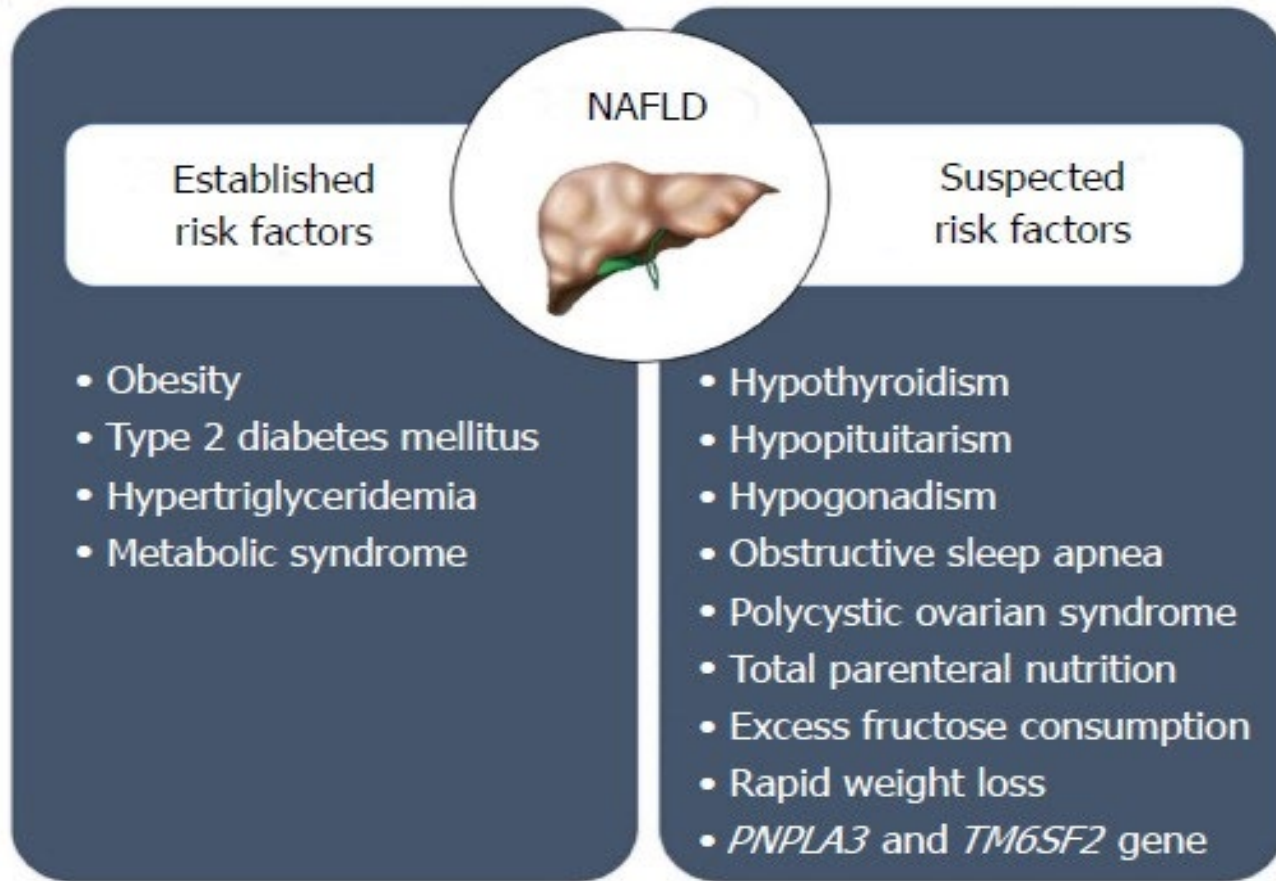 NAFLD
Established
risk factors
• Obesity
• Type 2 diabetes mellitus
• Hypertriglyceridemia
• Metabolic syndrome
Suspected
risk factors
• Hypothyroidism
• Hypopituitarism
• Hypogonadism
• Obstructive sleep apnea
• Polycystic ovarian syndrome
• Total parenteral nutrition
• Excess fructose consumption
• Rapid weight loss
• PNPLA3 and TM6SF2 gene